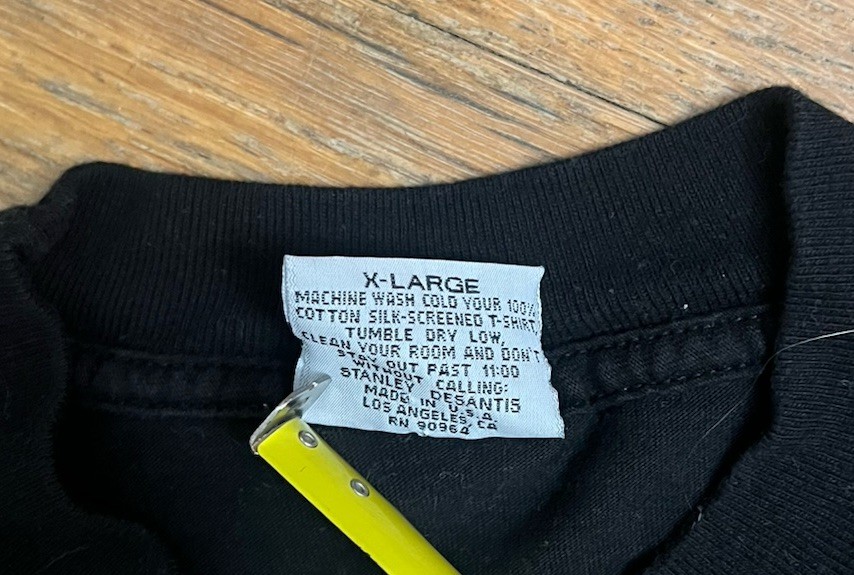 X-LARGE
MACHINE WASH COLD YOUR 100%
COTTON SILK-SCREENED T-SHIRT,
TUMBLE DRY LOW,
CLEAN YOUR ROOM AND DON'T
STAY OUT PAST 11:00
WITHOUT CALLING:
STANLEY DESANTIS
MADE IN U.S.A.
LOS ANGELES, CA
RN 90964